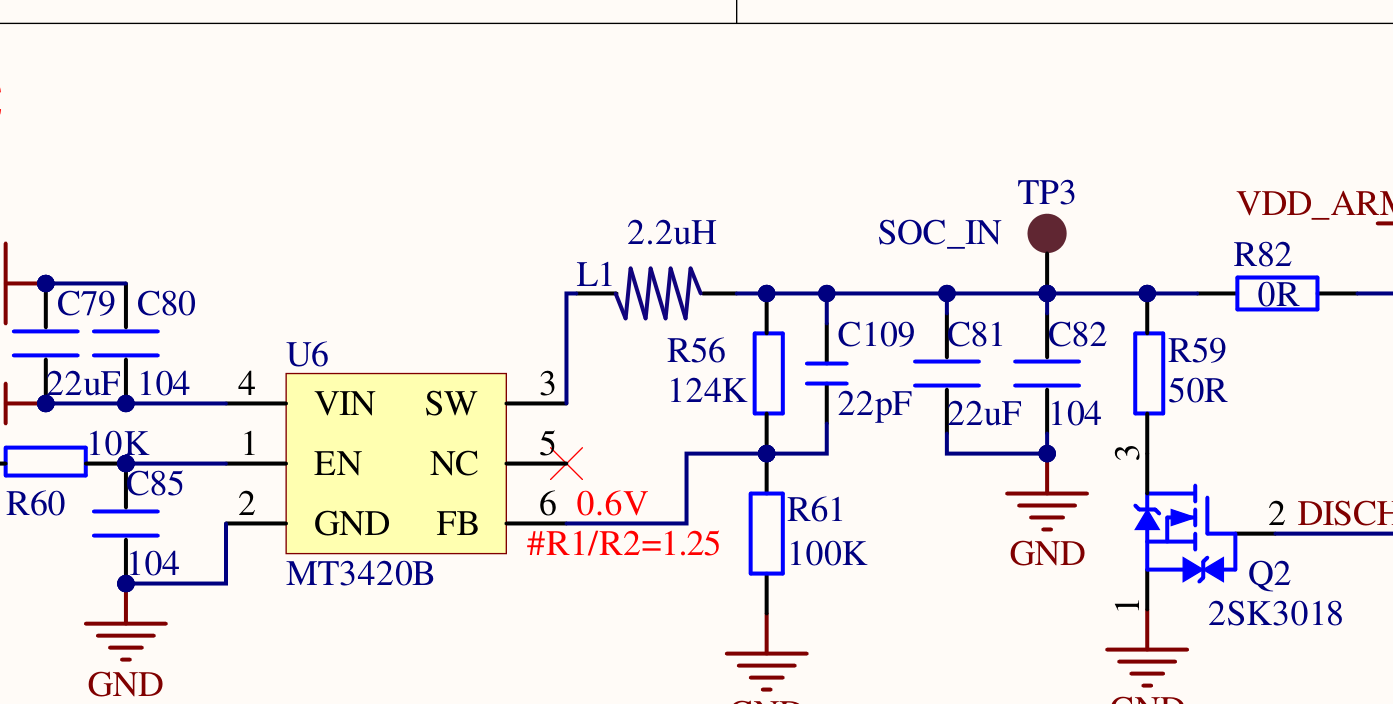 TP3
VDD_ARM
2.2uH
SOC_IN
R82
L1
0R
C79
C80
C109
C81
C82
U6
R56
R59
22uF
104
4
VIN
SW
3
124K
50R
22pF
22uF
104
10K
1
EN
NC
5
3
C85
R60
2
GND
FB
6
0.6V
R61
2
DISCH
#R1/R2=1.25
100K
GND
104
MT3420B
Q2
1
2SK3018
GND
GND
GND